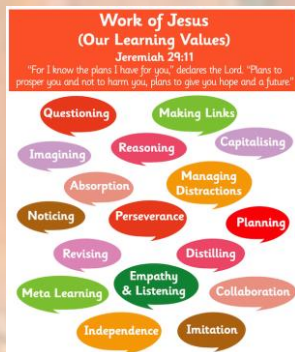 Work of Jesus
(Our Learning Values)
Jeremiah 29:11
"For I know the plans I have for you," declares the Lord. "Plans to
prosper you and not to harm you, plans to give you hope and a future."
Questioning
Making Links
Imagining
Reasoning
Capitalising
Absorption
Managing
Distractions
Noticing
Perseverance
Planning
Revising
Distilling
Meta Learning
Empathy
& Listening
Collaboration
Independence
Imitation